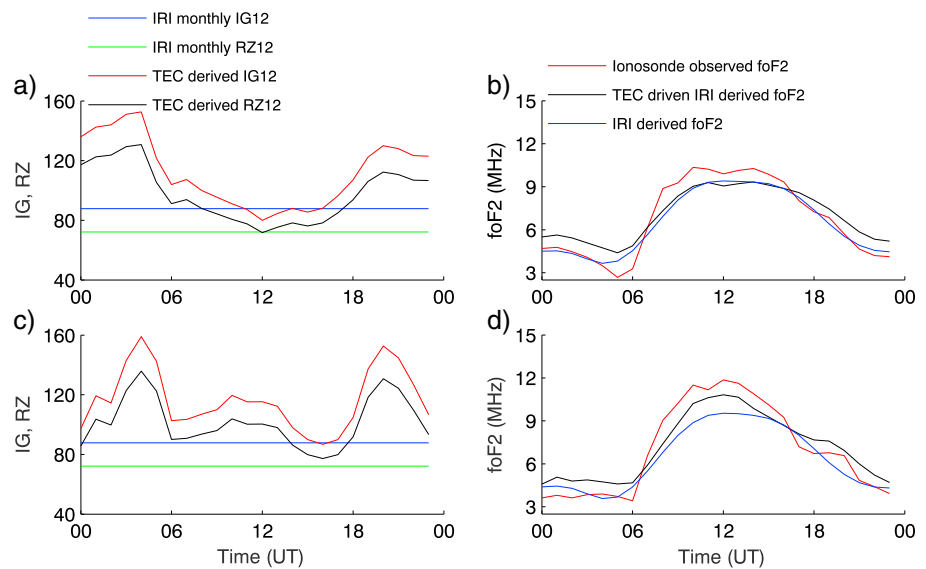 IRI monthly IG12
IRI monthly RZ12
TEC derived IG12
TEC derived RZ12
a)
160
120
80
40
IG, RZ
00 06 12 18 00
Ionosonde observed foF2
TEC driven IRI derived foF2
IRI derived foF2
b)
15
12
9
6
3
foF2 (MHz)
00 06 12 18 00
c)
160
120
80
40
IG, RZ
00 06 12 18 00
Time (UT)
d)
15
12
9
6
3
foF2 (MHz)
00 06 12 18 00
Time (UT)